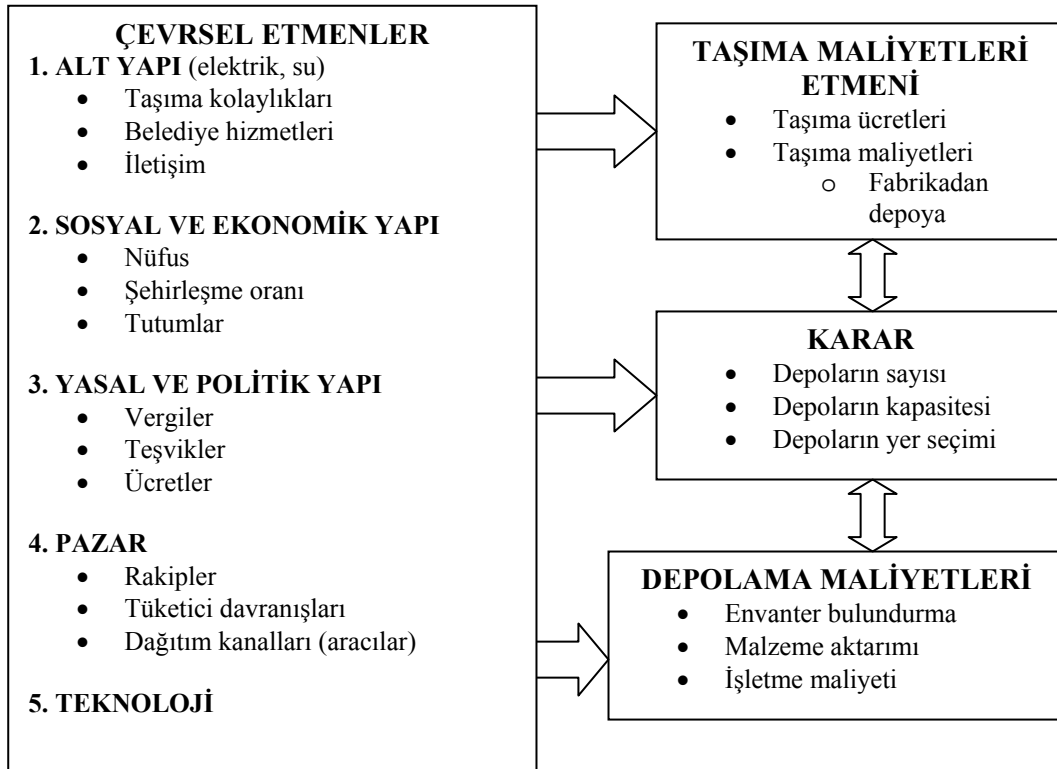 ÇEVRSEL ETMENLER
1. ALT YAPI (elektrik, su)
• Taşıma kolaylıkları
• Belediye hizmetleri
• İletişim
2. SOSYAL VE EKONOMİK YAPI
• Nüfus
• Şehirleşme oranı
• Tutumlar
3. YASAL VE POLİTİK YAPI
• Vergiler
• Teşvikler
• Ücretler
4. PAZAR
• Rakipler
• Tüketici davranışları
• Dağıtım kanalları (aracılar)
5. TEKNOLOJİ
TAŞIMA MALİYETLERİ
ETMENİ
• Taşıma ücretleri
• Taşıma maliyetleri
o Fabrikadan
depoya
KARAR
• Depoların sayısı
• Depoların kapasitesi
• Depoların yer seçimi
DEPOLAMA MALİYETLERİ
• Envanter bulundurma
• Malzeme aktarımı
• İşletme maliyeti